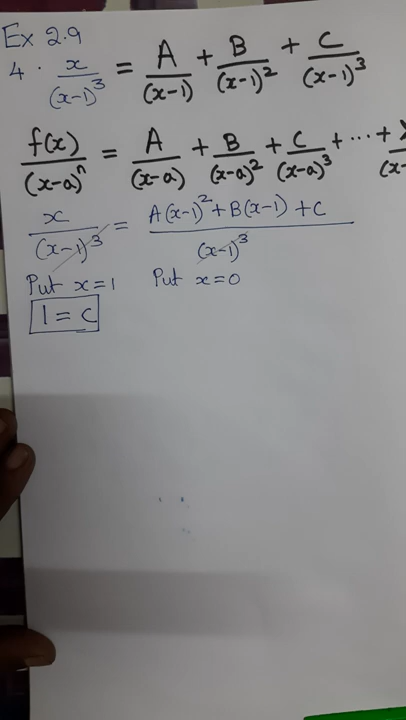 Ex 2.9
4. x/(x-1)³ = A/(x-1) + B/(x-1)² + C/(x-1)³
f(x)/(x-a)ⁿ = A/(x-a) + B/(x-a)² + C/(x-a)³ + ... +
x/(x-1)³ = A(x-1)² + B(x-1) + C/(x-1)³
Put x=1 Put x=0
1 = C